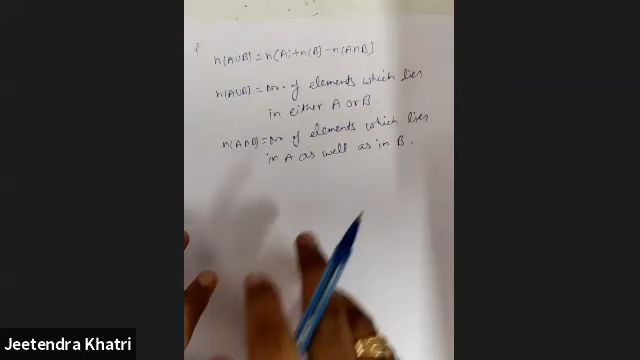 n(A∪B) = n(A) + n(B) - n(A∩B)
n(A∪B) = No. of elements which lies
in either A or B.
n(A∩B) = No of elements which lies
in A as well as in B.
Jeetendra Khatri